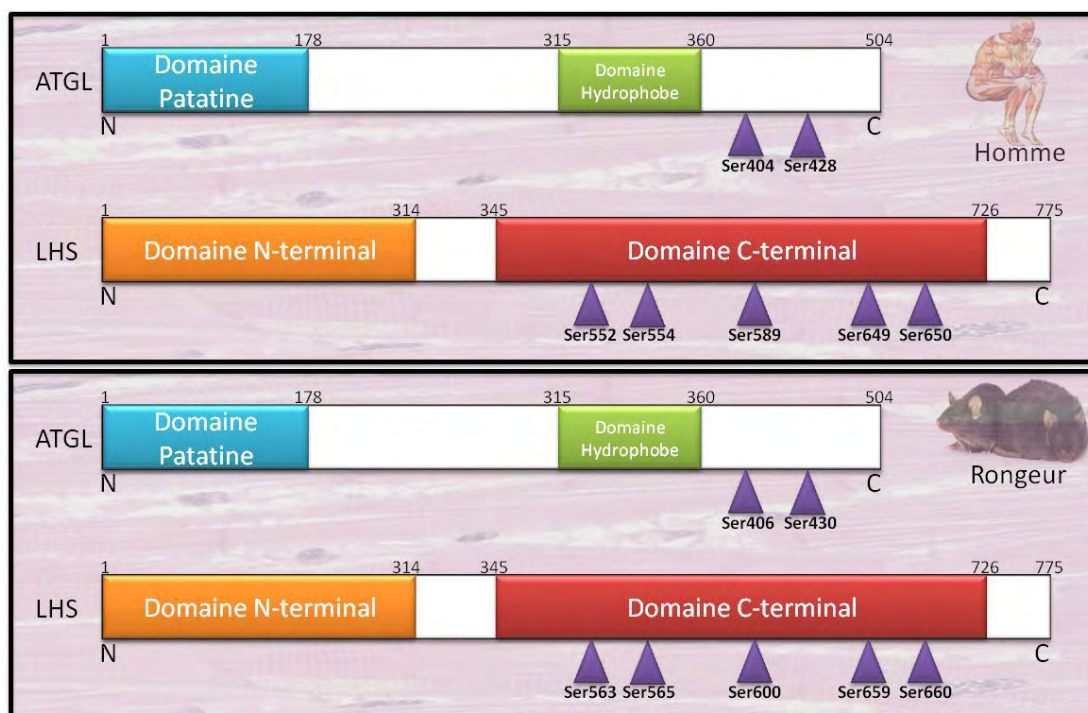 1 178 315 360 504
ATGL Domaine Domaine
Patatine Hydrophobe
N C
Ser404 Ser428
Homme
1 314 345 726 775
LHS Domaine N-terminal Domaine C-terminal
N C
Ser552 Ser554 Ser589 Ser649 Ser650
1 178 315 360 504
ATGL Domaine Domaine
Patatine Hydrophobe
N C
Rongeur
Ser406 Ser430
1 314 345 726 775
LHS Domaine N-terminal Domaine C-terminal
N C
Ser563 Ser565 Ser600 Ser659 Ser660